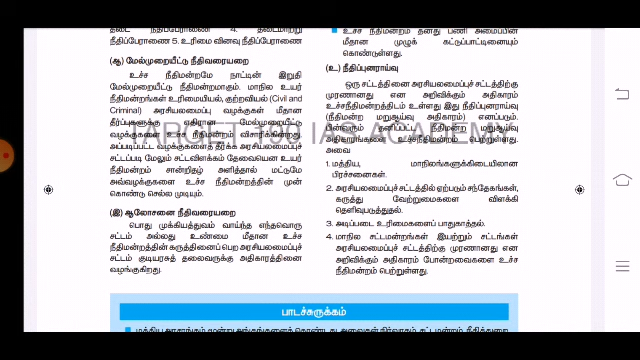 தடை நீதிப்பேராணை 4. தடைமாற்று
நீதிப்பேராணை 5. உரிமை வினவு நீதிப்பேராணை
(ஆ) மேல்முறையீட்டு நீதிவரையறை
உச்ச நீதிமன்றமே நாட்டின் இறுதி
மேல்முறையீட்டு நீதிமன்றமாகும். மாநில உயர்
நீதிமன்றங்கள் உரிமையியல், குற்றவியல் (Civil and
Criminal) அரசியலமைப்பு வழக்குகள் மீதான
தீர்ப்புகளுக்கு எதிரான மேல்முறையீட்டு
வழக்குகளை உச்ச நீதிமன்றம் விசாரிக்கின்றது.
அப்படிப்பட்ட வழக்குகளைத் தீர்க்க அரசியலமைப்புச்
சட்டப்படி மேலும் சட்டவிளக்கம் தேவையென உயர்
நீதிமன்றம் சான்றிதழ் அளித்தால் மட்டுமே
அவ்வழக்குகளை உச்ச நீதிமன்றத்தின் முன்
கொண்டு செல்ல முடியும்.
(இ) ஆலோசனை நீதிவரையறை
பொது முக்கியத்துவம் வாய்ந்த எந்தவொரு
சட்டம் அல்லது உண்மை மீதான உச்ச
நீதிமன்றத்தின் கருத்தினைப் பெற அரசியலமைப்புச்
சட்டம் குடியரசுத் தலைவருக்கு அதிகாரத்தினை
வழங்குகிறது.
உச்ச நீதிமன்றம் தனது பணி அமைப்பின்
மீதான முழுக் கட்டுப்பாட்டினையும்
கொண்டுள்ளது.
(உ) நீதிப்புனராய்வு
ஒரு சட்டத்தினை அரசியலமைப்புச் சட்டத்திற்கு
முரணானது என அறிவிக்கும் அதிகாரம்
உச்சநீதிமன்றத்திடம் உள்ளது இது நீதிப்புனராய்வு
(நீதின்ற மறுஆய்வு அதிகாரம்) எனப்படும்.
பின்வரும் தனிப்பட்ட நீதிமன்ற மறுஆய்வு
அதிகாரங்களை உச்சநீதிமன்றம் பெற்றுள்ளது.
அவை
1. மத்திய, மாநிலங்களுக்கிடையிலான
பிரச்சனைகள்.
2. அரசியலமைப்புச் சட்டத்தில் ஏற்படும் சந்தேகங்கள்,
கருத்து வேற்றுமைகளை விளக்கி
தெளிவுபடுத்துதல்.
3. அடிப்படை உரிமைகளைப் பாதுகாத்தல்.
4. மாநில சட்டமன்றங்கள் இயற்றும் சட்டங்கள்
அரசியலமைப்புச் சட்டத்திற்கு முரணானது என
அறிவிக்கும் அதிகாரம் போன்றவைகளை உச்ச
நீதிமன்றம் பெற்றுள்ளது.
TARGET 100 IAS ACADEMY
பாடச்சுருக்கம்